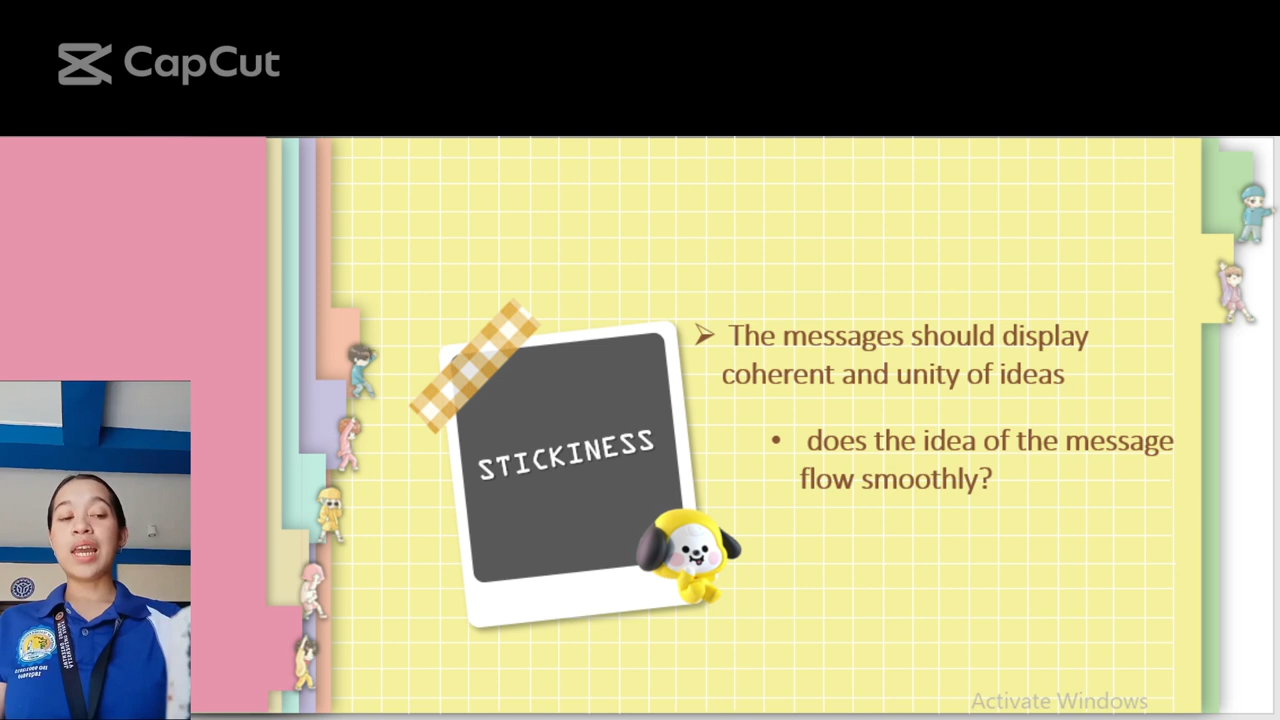 CapCut
The messages should display
coherent and unity of ideas
STICKINESS
does the idea of the message
flow smoothly?
Activate Windows